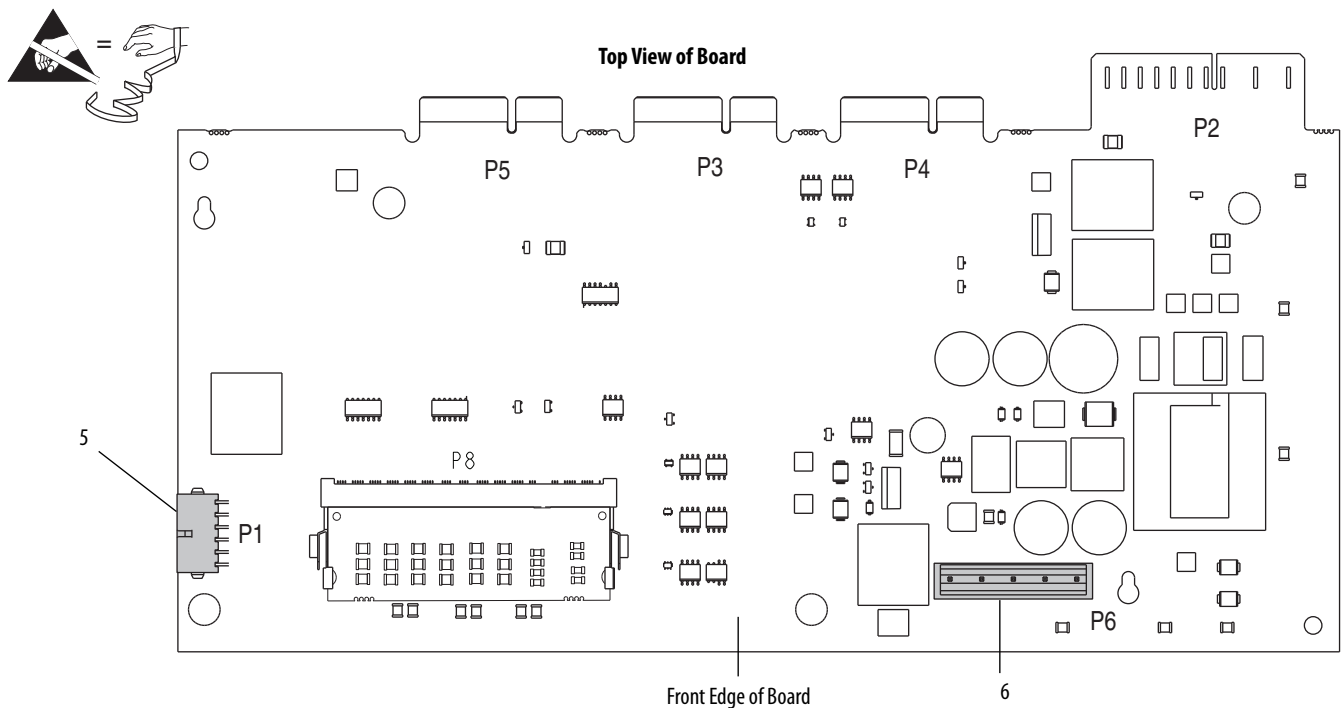 =
Top View of Board
P2
P5
P3
P4
5
P8
P1
P6
Front Edge of Board
6